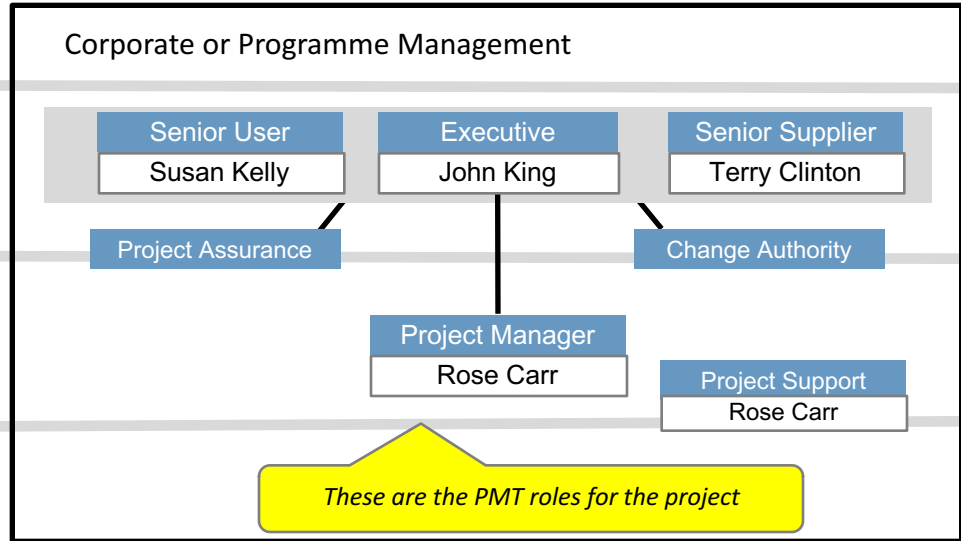 Corporate or Programme Management
Senior User
Susan Kelly
Executive
John King
Senior Supplier
Terry Clinton
Project Assurance
Change Authority
Project Manager
Rose Carr
Project Support
Rose Carr
These are the PMT roles for the project